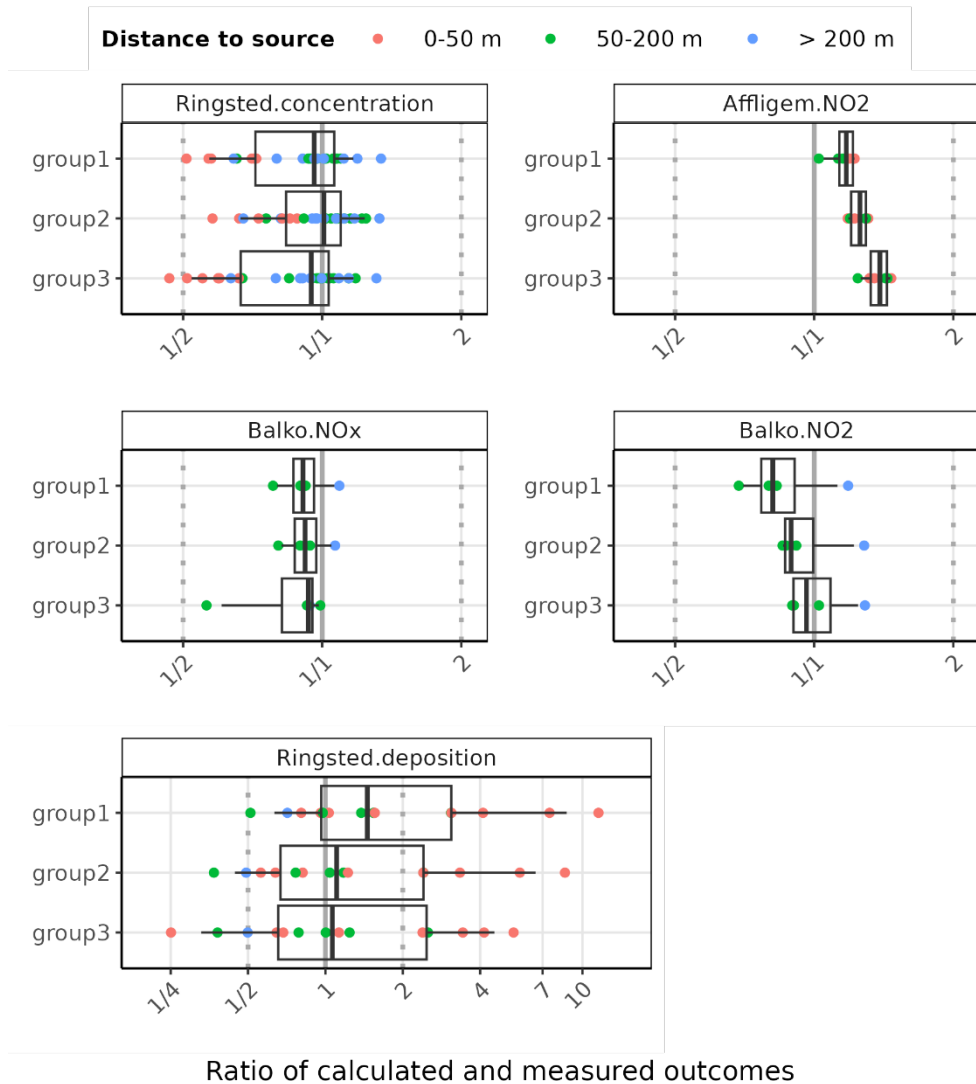 Distance to source 0-50 m 50-200 m > 200 m
Ringsted.concentration
group1
group2
group3
1/2 1/1 2
Affligem.NO2
group1
group2
group3
1/2 1/1 2
Balko.NOx
group1
group2
group3
1/2 1/1 2
Balko.NO2
group1
group2
group3
1/2 1/1 2
Ringsted.deposition
group1
group2
group3
1/4 1/2 1 2 4 7 10
Ratio of calculated and measured outcomes